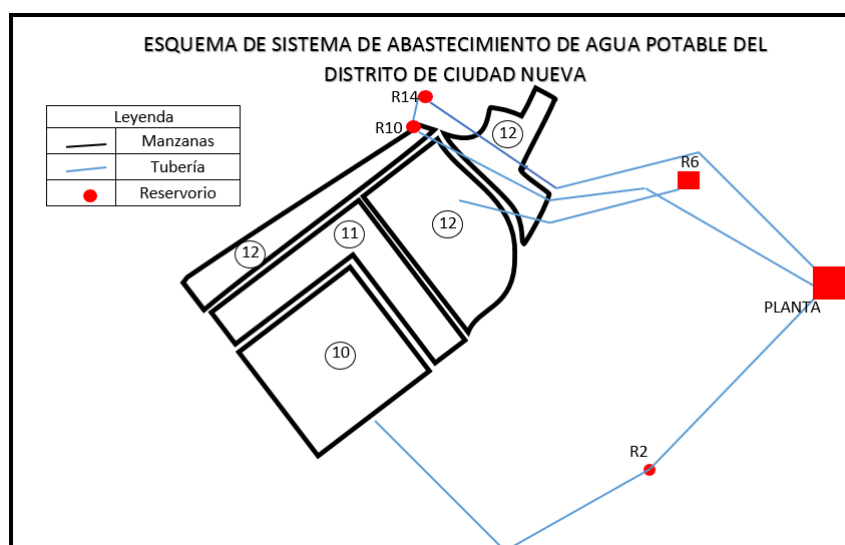 ESQUEMA DE SISTEMA DE ABASTECIMIENTO DE AGUA POTABLE DEL
DISTRITO DE CIUDAD NUEVA
Leyenda
Manzanas
Tubería
Reservorio
R14
R10
12
R6
12
11
12
PLANTA
10
R2